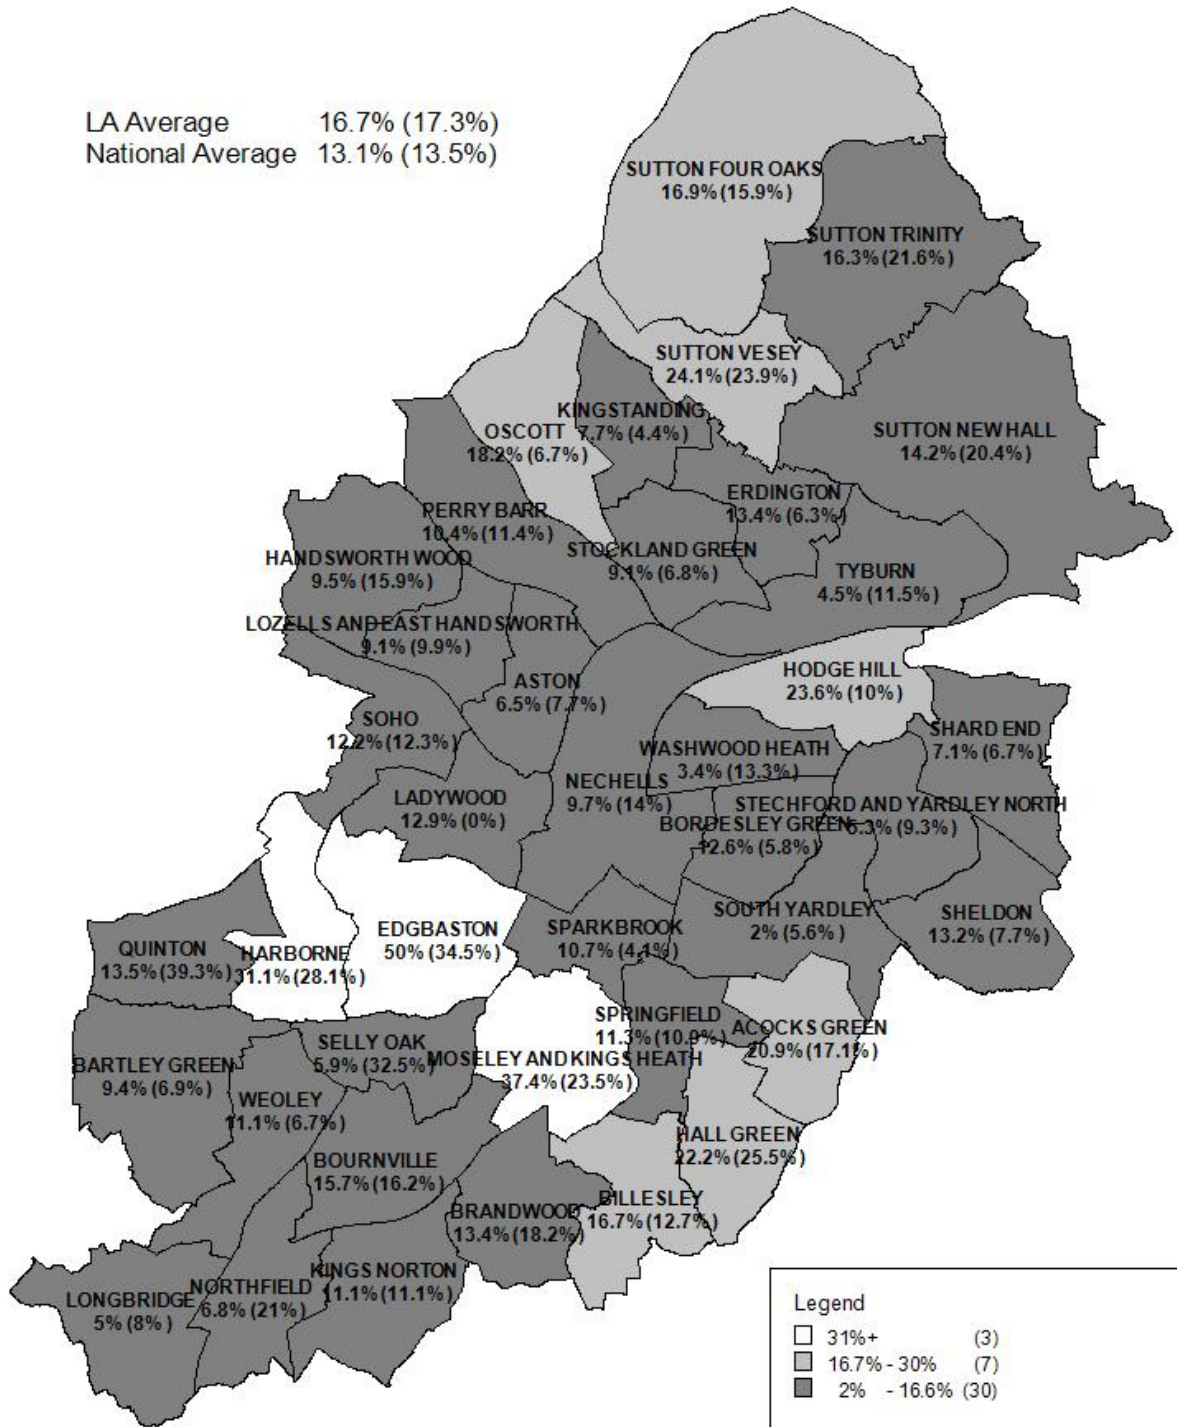 LA Average 16.7% (17.3%)
National Average 13.1% (13.5%)
SUTTON FOUR OAKS
16.9% (15.9%)
SUTTON TRINITY
16.3% (21.6%)
SUTTON VESEY
24.1% (23.9%)
KINGSTANDING
7.7% (4.4%)
OSCOTT
18.2% (6.7%)
SUTTON NEW HALL
14.2% (20.4%)
ERDINGTON
13.4% (6.3%)
PERRY BARR
10.4% (11.4%)
STOCKLAND GREEN
9.1% (6.8%)
HANDSWORTH WOOD
9.5% (15.9%)
TYBURN
4.5% (11.5%)
LOZELLS AND EAST HANDSWORTH
9.1% (9.9%)
ASTON
6.5% (7.7%)
HODGE HILL
23.6% (10%)
SOHO
12.2% (12.3%)
SHARD END
7.1% (6.7%)
WASHWOOD HEATH
3.4% (13.3%)
NECHELLS
9.7% (14%)
LADYWOOD
12.9% (0%)
STECHFORD AND YARDLEY NORTH
5.3% (9.3%)
BORDESLEY GREEN
12.6% (5.8%)
SOUTH YARDLEY
2% (5.6%)
SHELDON
13.2% (7.7%)
SPARKBROOK
10.7% (4.1%)
EDGBASTON
50% (34.5%)
HARBORNE
31.1% (28.1%)
QUINTON
13.5% (39.3%)
SPRINGFIELD
11.3% (10.9%)
ACOCKS GREEN
20.9% (17.1%)
SELLY OAK
5.9% (32.5%)
MOSELEY AND KINGS HEATH
37.4% (23.5%)
BARTLEY GREEN
9.4% (6.9%)
WEOLEY
11.1% (6.7%)
HALL GREEN
22.2% (25.5%)
BOURNVILLE
15.7% (16.2%)
BILLESLEY
16.7% (12.7%)
BRANDWOOD
13.4% (18.2%)
KINGS NORTON
11.1% (11.1%)
NORTHFIELD
6.8% (21%)
LONGBRIDGE
5% (8%)
Legend
31%+ (3)
16.7% - 30% (7)
2% - 16.6% (30)